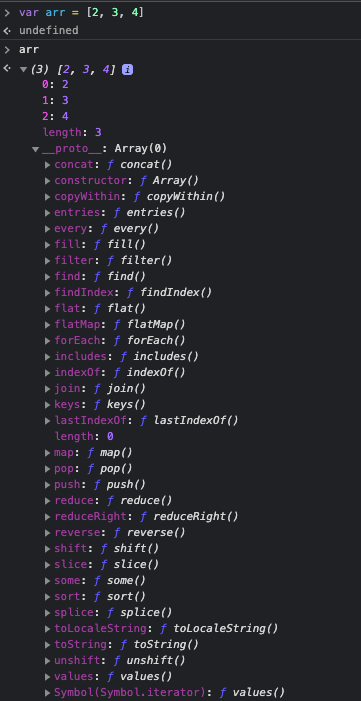 > var arr = [2, 3, 4]
<· undefined
> arr
<· ▼ (3) [2, 3, 4] i
0: 2
1: 3
2: 4
length: 3
▼ __proto__: Array(0)
▶ concat: ƒ concat()
▶ constructor: ƒ Array()
▶ copyWithin: ƒ copyWithin()
▶ entries: ƒ entries()
▶ every: ƒ every()
▶ fill: ƒ fill()
▶ filter: ƒ filter()
▶ find: ƒ find()
▶ findIndex: ƒ findIndex()
▶ flat: ƒ flat()
▶ flatMap: ƒ flatMap()
▶ forEach: ƒ forEach()
▶ includes: ƒ includes()
▶ indexOf: ƒ indexOf()
▶ join: ƒ join()
▶ keys: ƒ keys()
▶ lastIndexOf: ƒ lastIndexOf()
length: 0
▶ map: ƒ map()
▶ pop: ƒ pop()
▶ push: ƒ push()
▶ reduce: ƒ reduce()
▶ reduceRight: ƒ reduceRight()
▶ reverse: ƒ reverse()
▶ shift: ƒ shift()
▶ slice: ƒ slice()
▶ some: ƒ some()
▶ sort: ƒ sort()
▶ splice: ƒ splice()
▶ toLocaleString: ƒ toLocaleString()
▶ toString: ƒ toString()
▶ unshift: ƒ unshift()
▶ values: ƒ values()
▶ Symbol(Symbol.iterator): ƒ values()